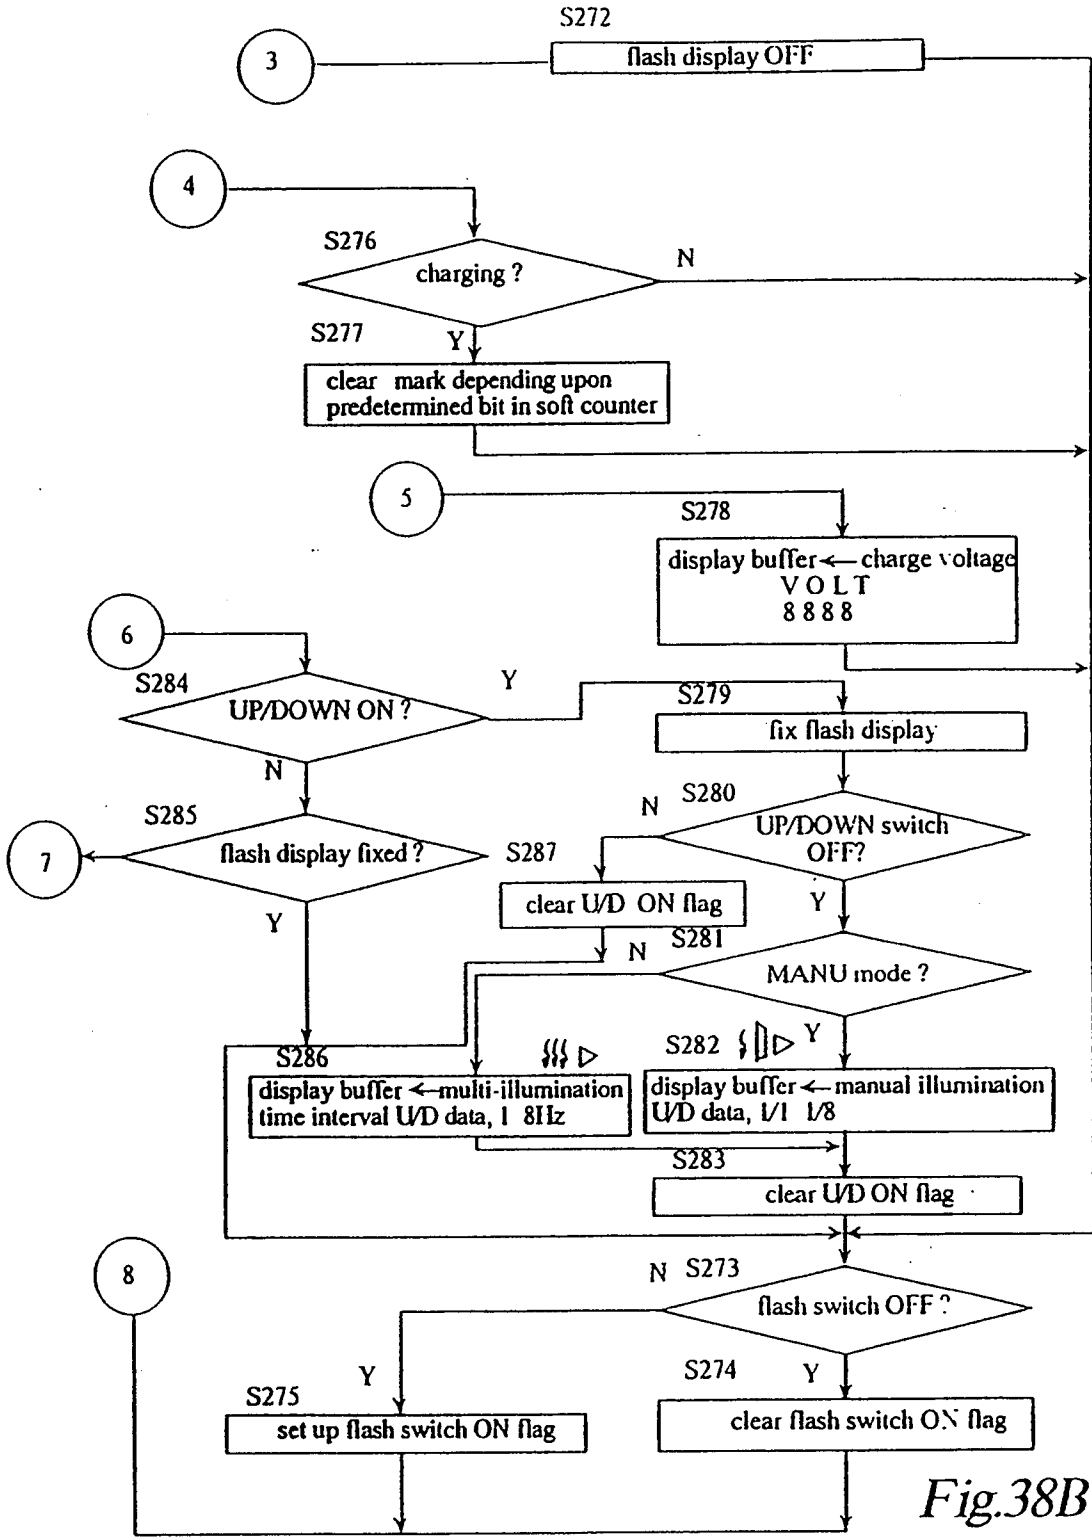 S272
3
flash display OFF
4
S276
charging ?
N
S277
Y
clear mark depending upon
predetermined bit in soft counter
5
S278
display buffer ← charge voltage
V O L T
8 8 8 8
6
S284
UP/DOWN ON ?
Y
S279
fix flash display
N
S280
N
UP/DOWN switch
OFF?
S285
7
flash display fixed ?
S287
Y
clear U/D ON flag
Y
S281
N
MANU mode ?
S286
S282
Y
display buffer ← multi-illumination
time interval U/D data, 1 8Hz
display buffer ← manual illumination
U/D data, 1/1 1/8
S283
clear U/D ON flag
8
N
S273
flash switch OFF ?
Y
S274
Y
S275
set up flash switch ON flag
clear flash switch ON flag
Fig.38B